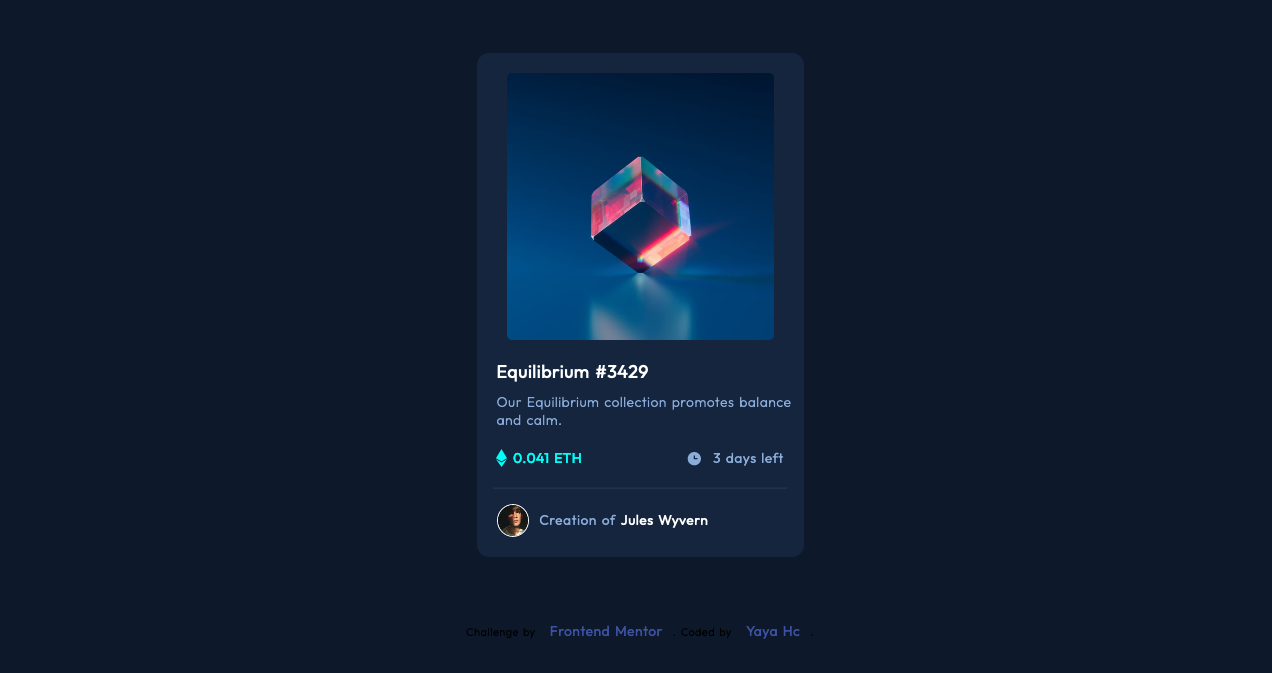 Equilibrium #3429
Our Equilibrium collection promotes balance
and calm.
0.041 ETH 3 days left
Creation of Jules Wyvern
Challenge by Frontend Mentor . Coded by Yaya Hc .